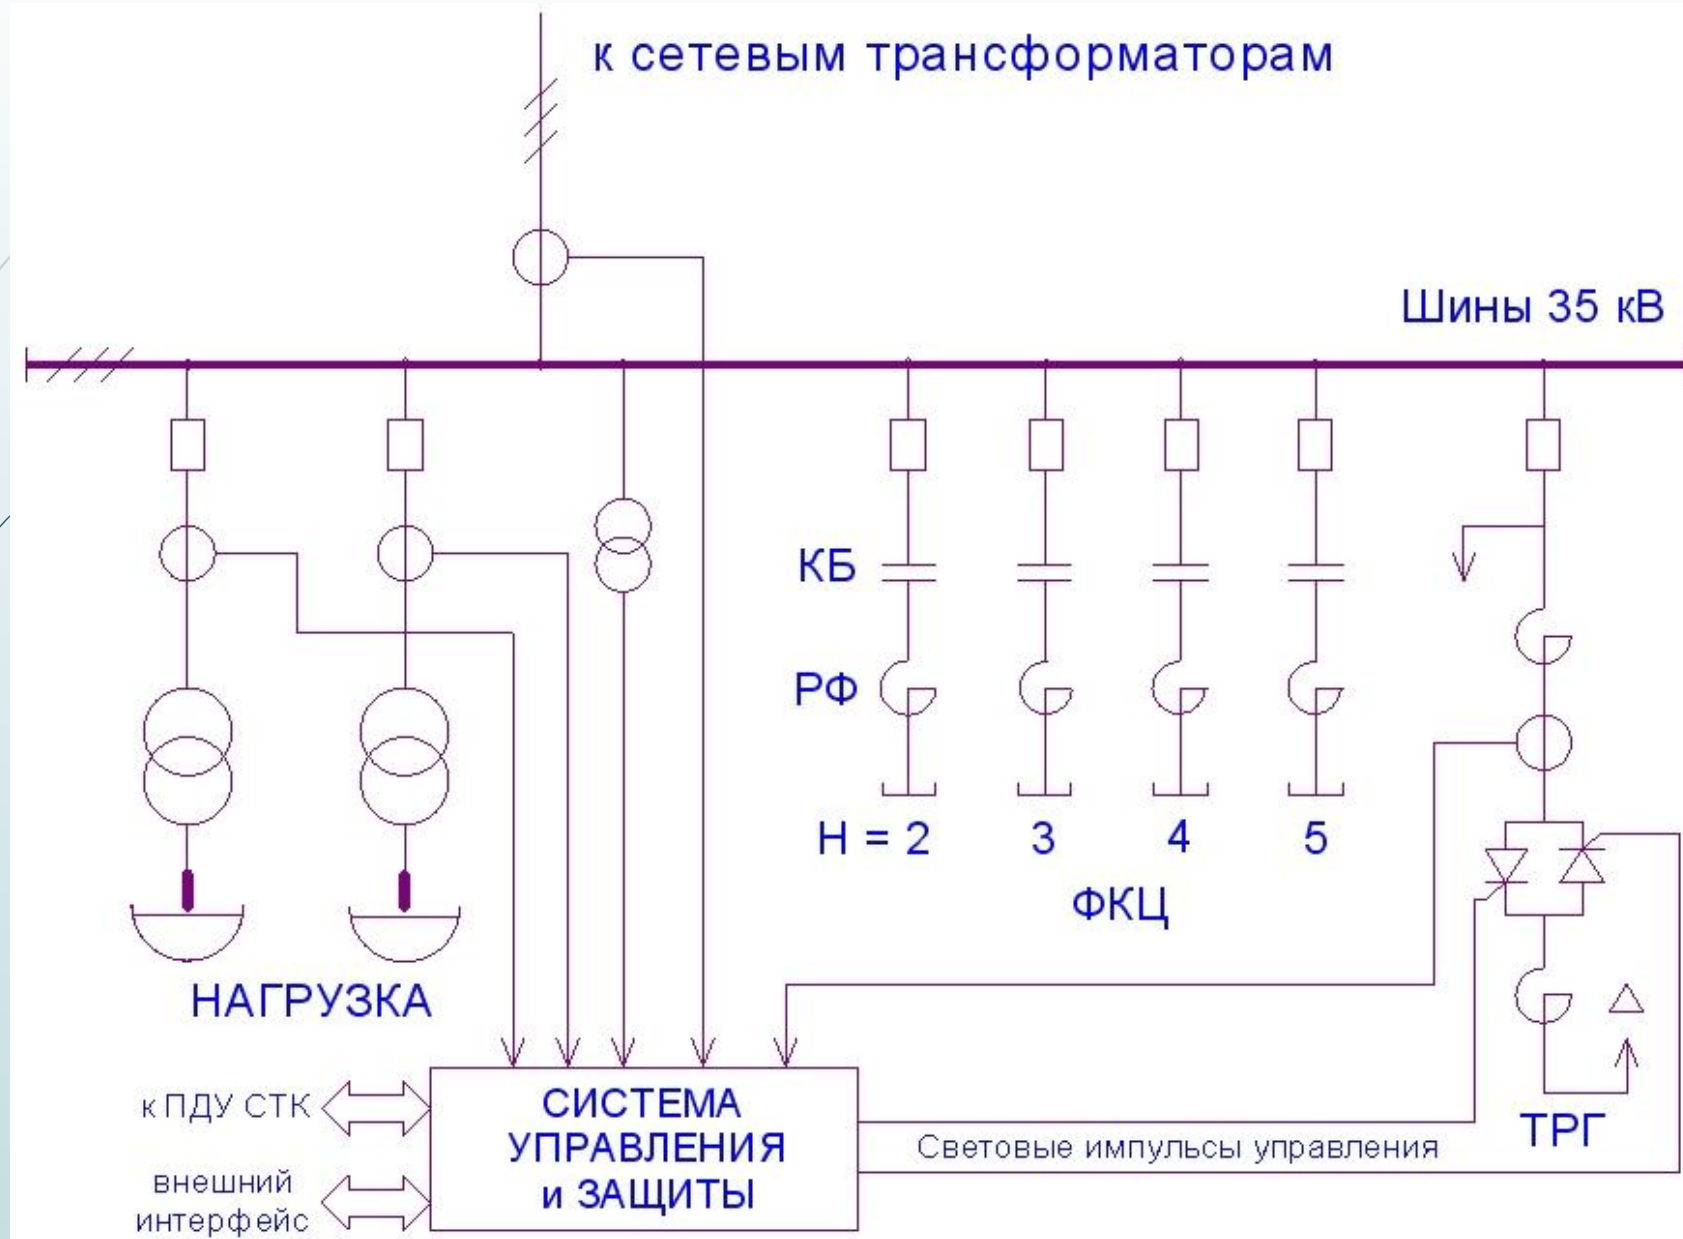 к сетевым трансформаторам
Шины 35 кВ
КБ
РФ
Н = 2 3 4 5
ФКЦ
НАГРУЗКА
ТРГ
к ПДУ СТК
СИСТЕМА
УПРАВЛЕНИЯ
и ЗАЩИТЫ
Световые импульсы управления
внешний
интерфейс